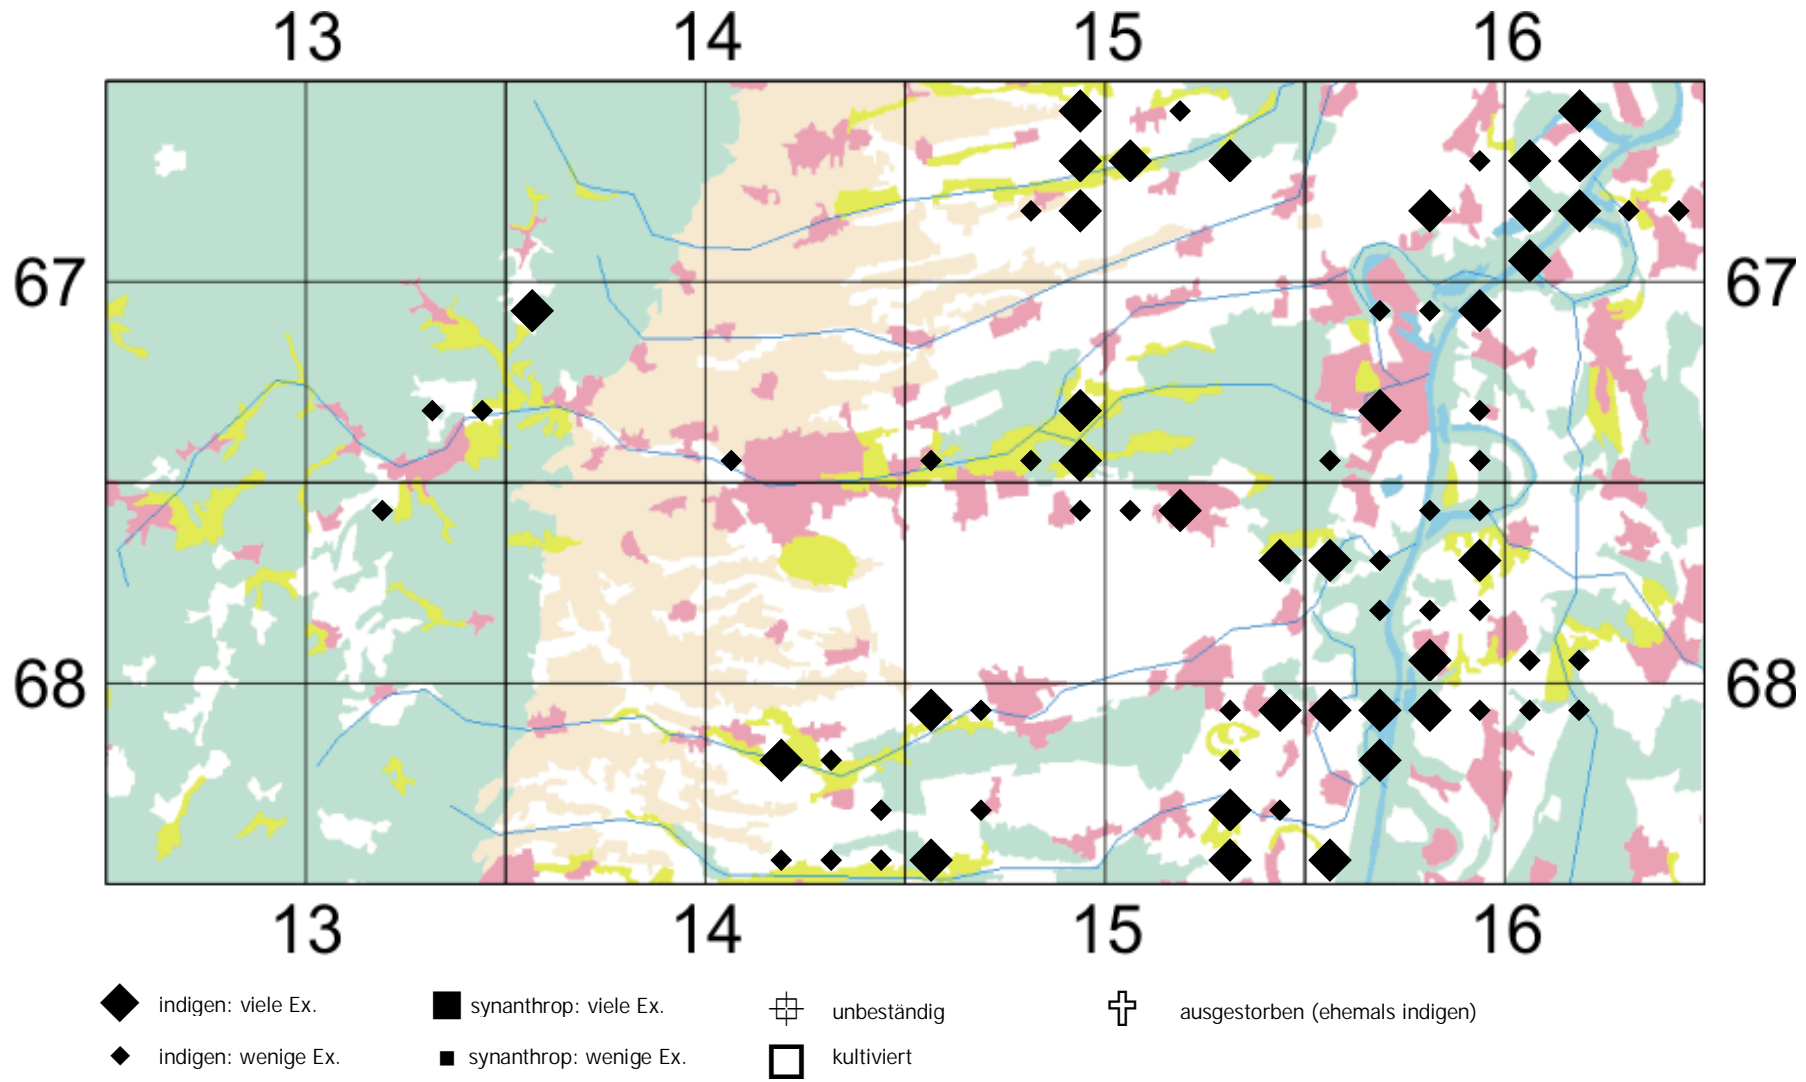 13 14 15 16
67 67
68 68
13 14 15 16
indigen: viele Ex. synanthrop: viele Ex. unbeständig ausgestorben (ehemals indigen)
indigen: wenige Ex. synanthrop: wenige Ex. kultiviert